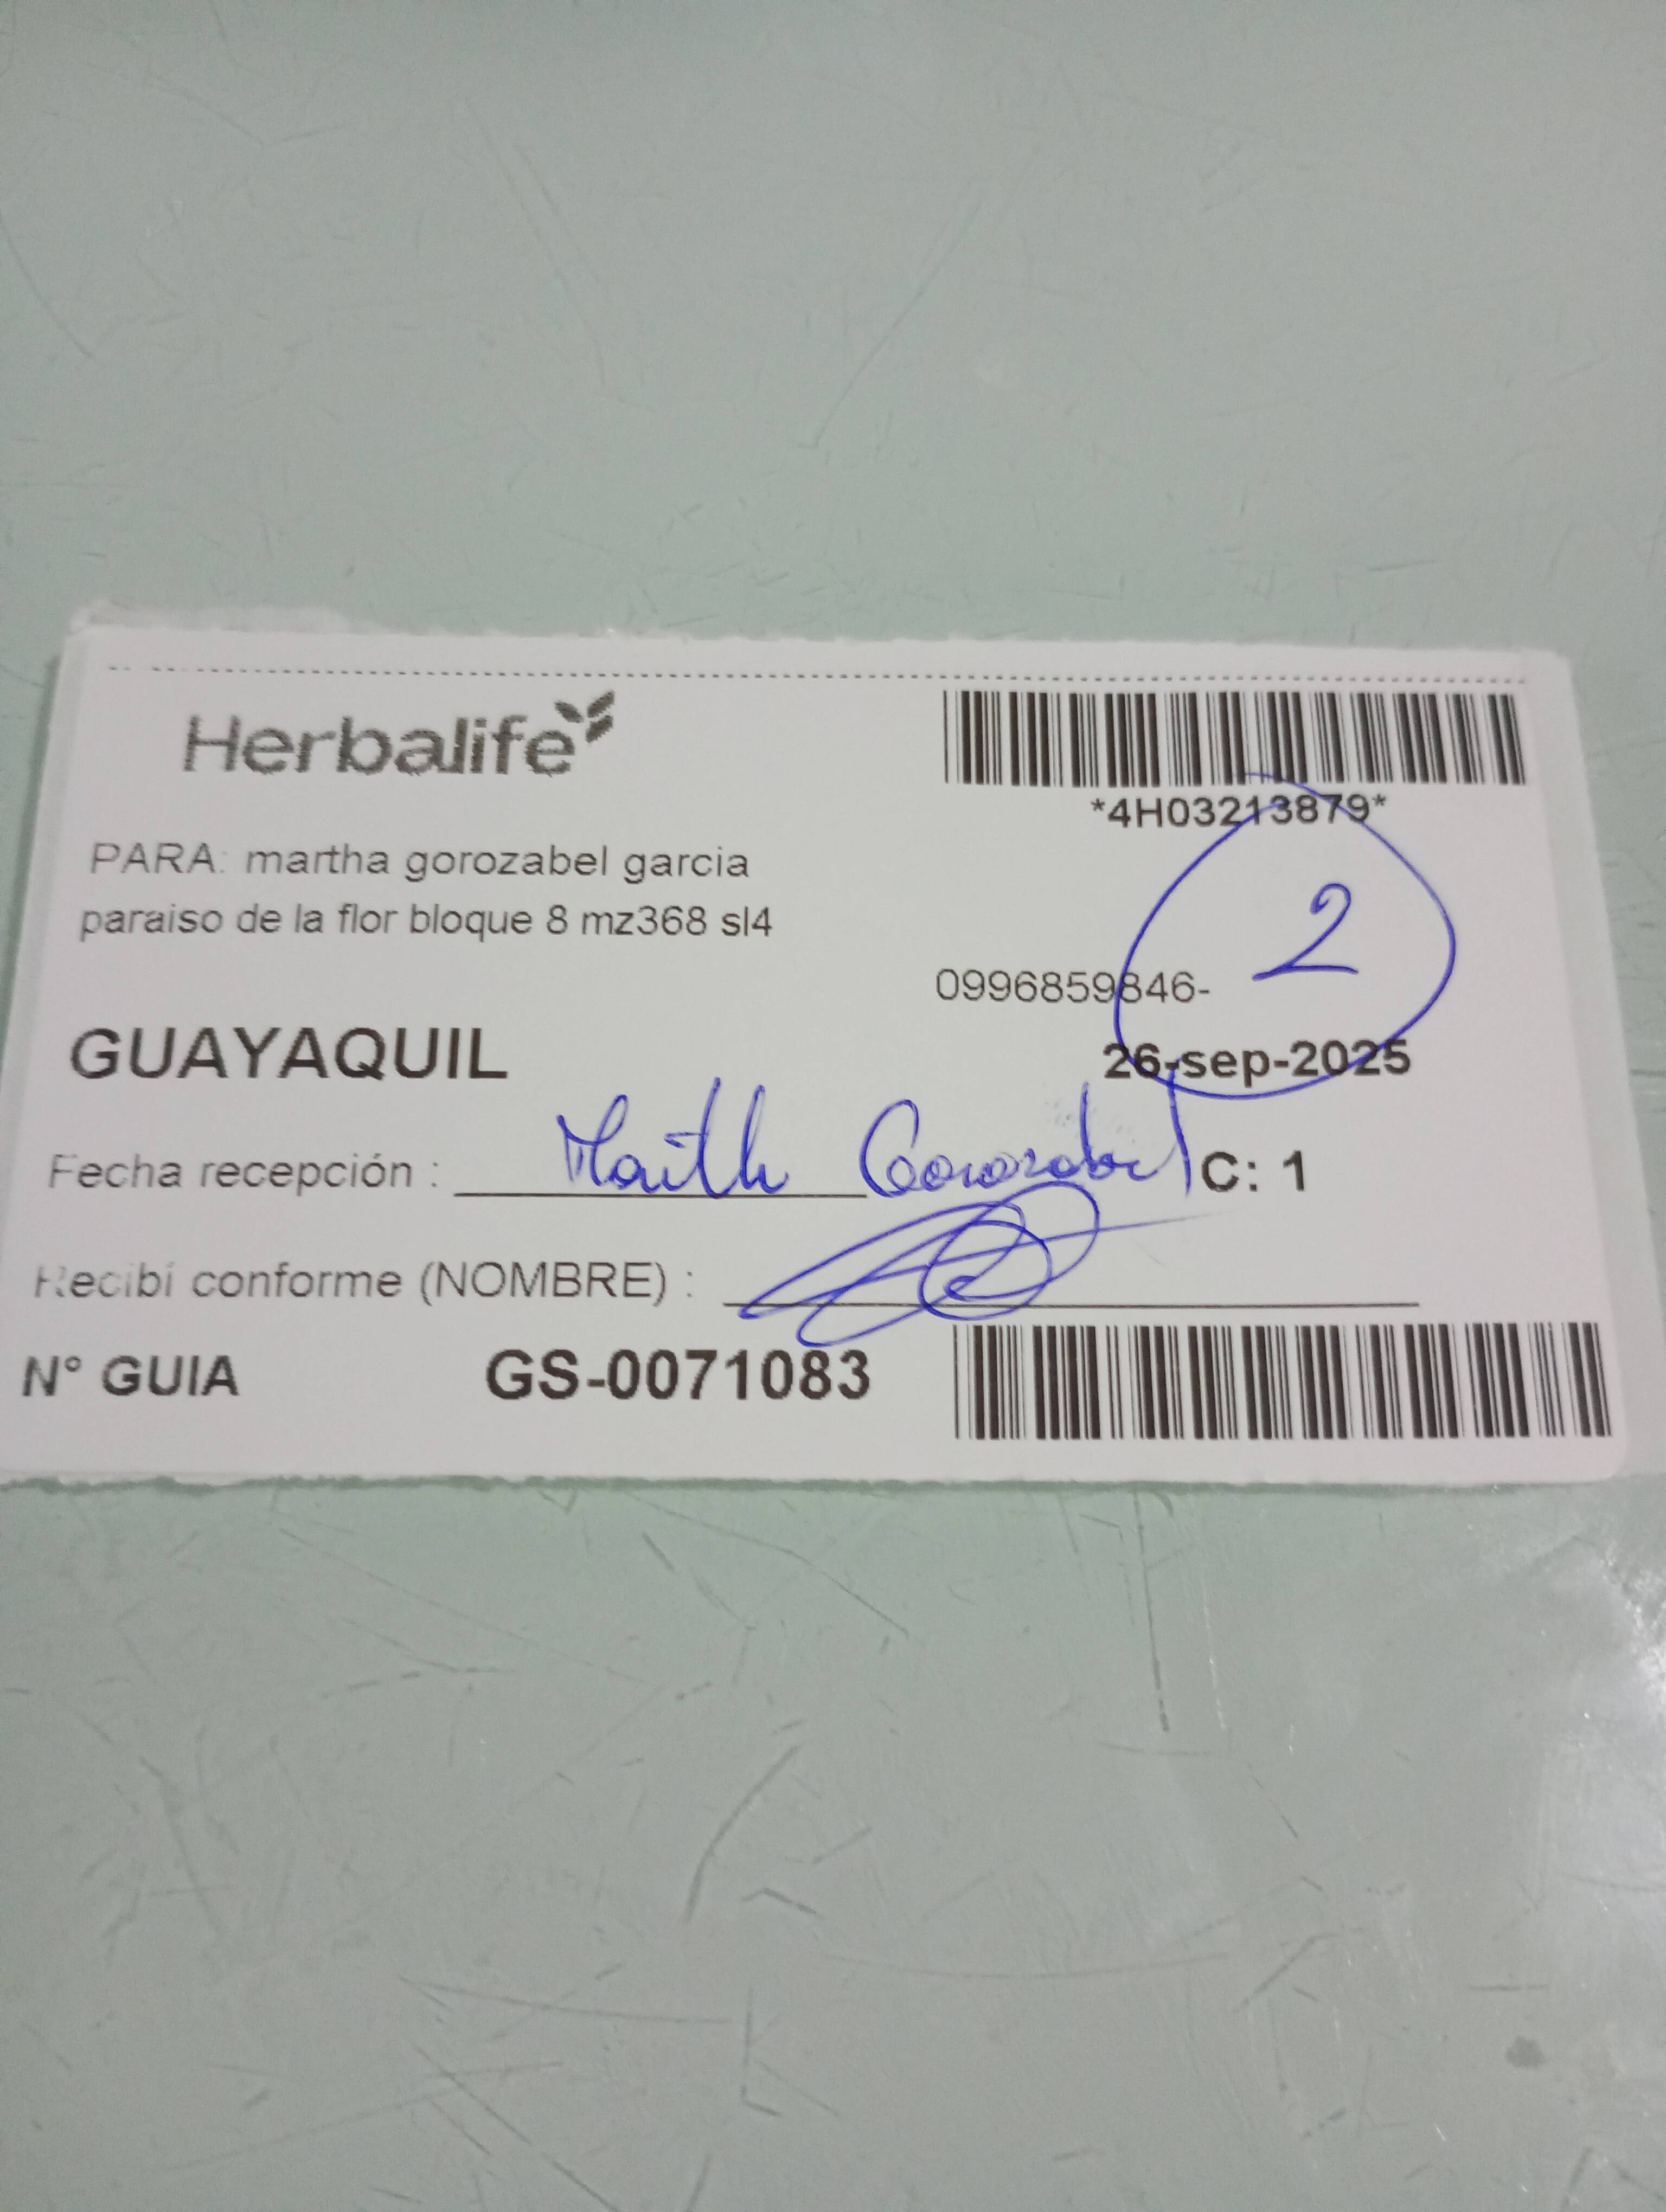 Herbalife
*4H03213879*
PARA: martha gorozabel garcia
paraiso de la flor bloque 8 mz368 sl4
2
0996859846-
GUAYAQUIL
26-sep-2025
Fecha recepción : Gorozabel C: 1
Recibí conforme (NOMBRE) :
N° GUIA GS-0071083